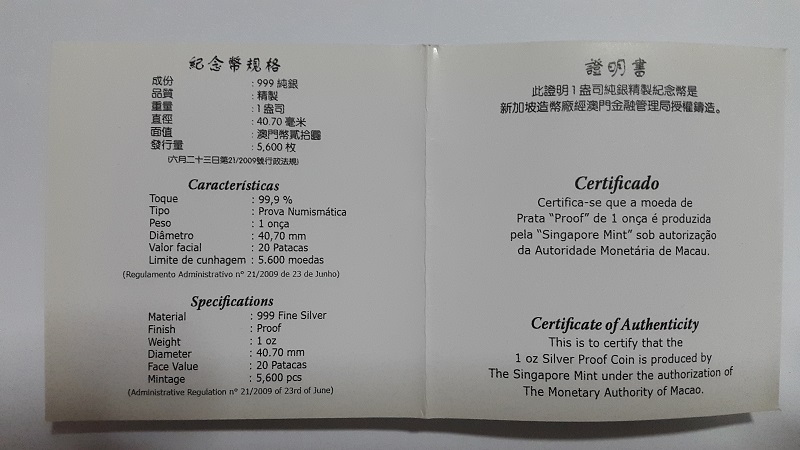 紀念幣規格
成份 : 999 純銀
品質 : 精製
重量 : 1盎司
直徑 : 40.70 毫米
面值 : 澳門幣貳拾圓
發行量 : 5,600 枚
(六月二十三日第21/2009號行政法規)
Características
Toque : 99,9 %
Tipo : Prova Numismática
Peso : 1 onça
Diâmetro : 40,70 mm
Valor facial : 20 Patacas
Limite de cunhagem : 5.600 moedas
(Regulamento Administrativo nº 21/2009 de 23 de Junho)
Specifications
Material : 999 Fine Silver
Finish : Proof
Weight : 1 oz
Diameter : 40.70 mm
Face Value : 20 Patacas
Mintage : 5,600 pcs
(Administrative Regulation nº 21/2009 of 23rd of June)
證明書
此證明1盎司純銀精製紀念幣是
新加坡造幣廠經澳門金融管理局授權鑄造。
Certificado
Certifica-se que a moeda de
Prata “Proof” de 1 onça é produzida
pela “Singapore Mint” sob autorização
da Autoridade Monetária de Macau.
Certificate of Authenticity
This is to certify that the
1 oz Silver Proof Coin is produced by
The Singapore Mint under the authorization of
The Monetary Authority of Macao.